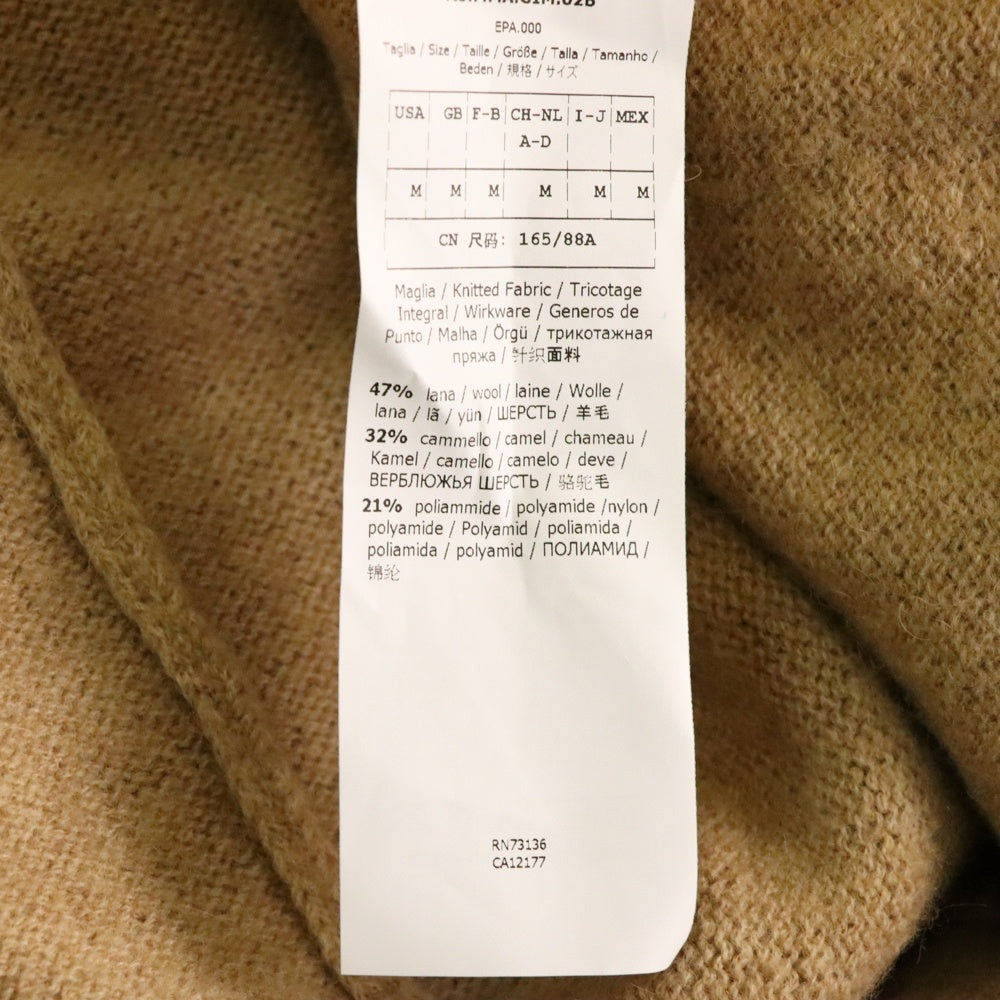 EPA.000
Taglia / Size / Taille / Größe / Talla / Tamanho /
Beden / 規格 / サイズ
USA GB F-B CH-NL I-J MEX
A-D
M M M M M M
CN 尺码: 165/88A
Maglia / Knitted Fabric / Tricotage
Integral / Wirkware / Generos de
Punto / Malha / Örgü / трикотажная
пряжа / 针织面料
47% lana / wool / laine / Wolle /
lana / lã / yün / ШЕРСТЬ / 羊毛
32% cammello / camel / chameau /
Kamel / camello / camelo / deve /
ВЕРБЛЮЖЬЯ ШЕРСТЬ / 骆驼毛
21% poliammide / polyamide /nylon /
polyamide / Polyamid / poliamida /
poliamida / polyamid / ПОЛИАМИД /
锦纶
RN73136
CA12177